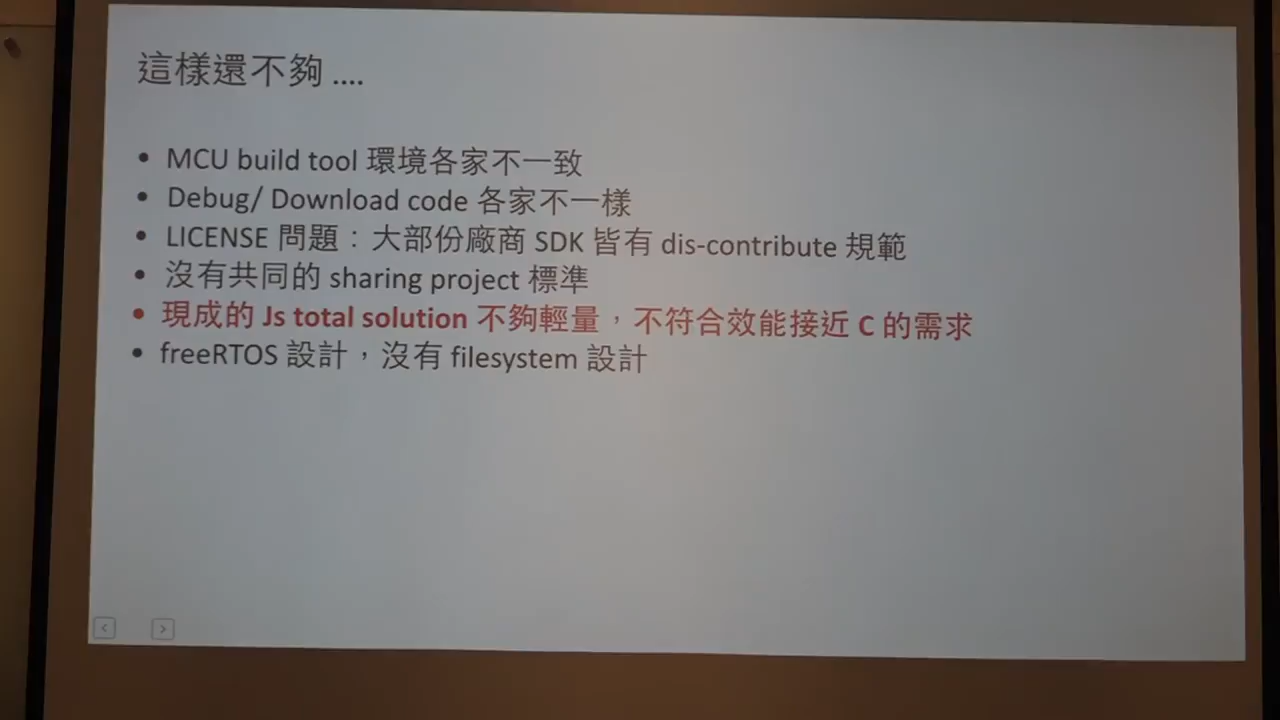 這樣還不夠 ....
• MCU build tool 環境各家不一致
• Debug/ Download code 各家不一樣
• LICENSE 問題：大部份廠商 SDK 皆有 dis-contribute 規範
• 沒有共同的 sharing project 標準
• 現成的 Js total solution 不夠輕量，不符合效能接近 C 的需求
• freeRTOS 設計，沒有 filesystem 設計